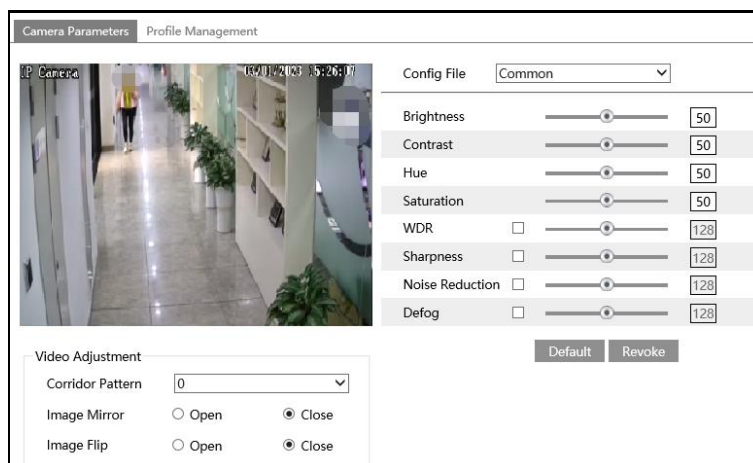 Camera Parameters Profile Management
IP Camera 03/01/2023 15:26:07
Config File Common
Brightness 50
Contrast 50
Hue 50
Saturation 50
WDR 128
Sharpness 128
Noise Reduction 128
Defog 128
Default Revoke
Video Adjustment
Corridor Pattern 0
Image Mirror Open Close
Image Flip Open Close